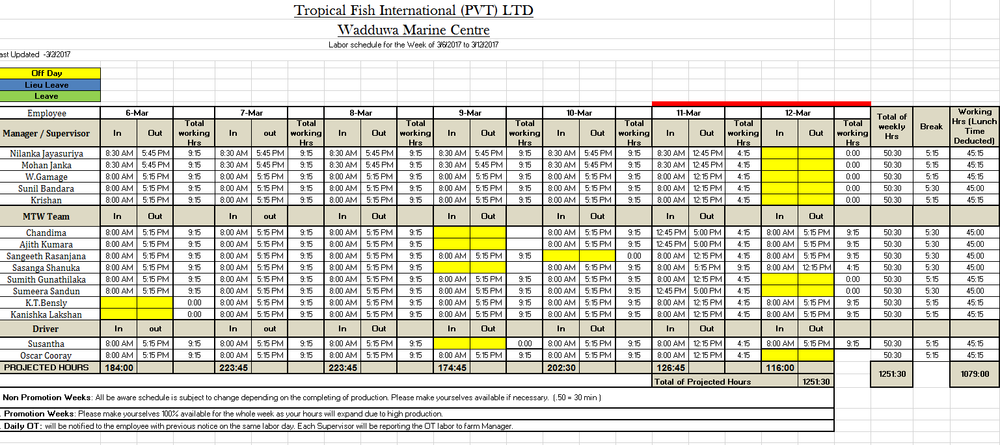 Tropical Fish International (PVT) LTD
Wadduwa Marine Centre
Labor schedule for the Week of 3/6/2017 to 3/12/2017
ast Updated -3/2/2017
Off Day
Lieu Leave
Leave
Employee 6-Mar 7-Mar 8-Mar 9-Mar 10-Mar 11-Mar 12-Mar Total of weekly Hrs Break Working Hrs (Lunch Time Deducted)
Manager / Supervisor In Out Total working Hrs In out Total working Hrs In Out Total working Hrs In Out Total working Hrs In Out Total working Hrs In Out Total working Hrs In Out Total working Hrs
Nilanka Jayasuriya 8:30 AM 5:45 PM 9:15 8:30 AM 5:45 PM 9:15 8:30 AM 5:45 PM 9:15 8:30 AM 5:45 PM 9:15 8:30 AM 5:45 PM 9:15 8:30 AM 12:45 PM 4:15 0:00 50:30 5:15 45:15
Mohan Janka 8:30 AM 5:45 PM 9:15 8:30 AM 5:45 PM 9:15 8:30 AM 5:45 PM 9:15 8:30 AM 5:45 PM 9:15 8:30 AM 5:45 PM 9:15 8:30 AM 12:45 PM 4:15 0:00 50:30 5:15 45:15
W.Gamage 8:00 AM 5:15 PM 9:15 8:00 AM 5:15 PM 9:15 8:00 AM 5:15 PM 9:15 8:00 AM 5:15 PM 9:15 8:00 AM 5:15 PM 9:15 8:00 AM 12:15 PM 4:15 0:00 50:30 5:15 45:15
Sunil Bandara 8:00 AM 5:15 PM 9:15 8:00 AM 5:15 PM 9:15 8:00 AM 5:15 PM 9:15 8:00 AM 5:15 PM 9:15 8:00 AM 5:15 PM 9:15 8:00 AM 12:15 PM 4:15 0:00 50:30 5:30 45:00
Krishan 8:00 AM 5:15 PM 9:15 8:00 AM 5:15 PM 9:15 8:00 AM 5:15 PM 9:15 8:00 AM 5:15 PM 9:15 8:00 AM 5:15 PM 9:15 8:00 AM 12:15 PM 4:15 0:00 50:30 5:15 45:15
MTW Team In Out In out In Out In Out In Out In Out In Out
Chandima 8:00 AM 5:15 PM 9:15 8:00 AM 5:15 PM 9:15 8:00 AM 5:15 PM 9:15 8:00 AM 5:15 PM 9:15 12:45 PM 5:00 PM 4:15 8:00 AM 5:15 PM 9:15 50:30 5:30 45:00
Ajith Kumara 8:00 AM 5:15 PM 9:15 8:00 AM 5:15 PM 9:15 8:00 AM 5:15 PM 9:15 8:00 AM 5:15 PM 9:15 12:45 PM 5:00 PM 4:15 8:00 AM 5:15 PM 9:15 50:30 5:30 45:00
Sangeeth Rasanjana 8:00 AM 5:15 PM 9:15 8:00 AM 5:15 PM 9:15 8:00 AM 5:15 PM 9:15 8:00 AM 5:15 PM 9:15 0:00 8:00 AM 12:15 PM 4:15 8:00 AM 5:15 PM 9:15 50:30 5:30 45:00
Sasanga Shanuka 8:00 AM 5:15 PM 9:15 8:00 AM 5:15 PM 9:15 8:00 AM 5:15 PM 9:15 8:00 AM 5:15 PM 9:15 8:00 AM 5:15 PM 9:15 8:00 AM 12:15 PM 4:15 50:30 5:30 45:00
Sumith Gunathilaka 8:00 AM 5:15 PM 9:15 8:00 AM 5:15 PM 9:15 8:00 AM 5:15 PM 9:15 8:00 AM 5:15 PM 9:15 8:00 AM 5:15 PM 9:15 8:00 AM 12:15 PM 4:15 0:00 50:30 5:15 45:15
Sumeera Sandun 8:00 AM 5:15 PM 9:15 8:00 AM 5:15 PM 9:15 8:00 AM 5:15 PM 9:15 8:00 AM 5:15 PM 9:15 8:00 AM 5:15 PM 9:15 12:45 PM 5:00 PM 4:15 0:00 50:30 5:30 45:00
K.T.Bensly 0:00 8:00 AM 5:15 PM 9:15 8:00 AM 5:15 PM 9:15 8:00 AM 5:15 PM 9:15 8:00 AM 5:15 PM 9:15 8:00 AM 12:15 PM 4:15 8:00 AM 5:15 PM 9:15 50:30 5:15 45:15
Kanishka Lakshan 0:00 8:00 AM 5:15 PM 9:15 8:00 AM 5:15 PM 9:15 8:00 AM 5:15 PM 9:15 8:00 AM 5:15 PM 9:15 8:00 AM 12:15 PM 4:15 8:00 AM 5:15 PM 9:15 50:30 5:15 45:15
Driver In out In out In Out In Out In Out In Out In Out
Susantha 8:00 AM 5:15 PM 9:15 8:00 AM 5:15 PM 9:15 8:00 AM 5:15 PM 9:15 0:00 8:00 AM 5:15 PM 9:15 8:00 AM 12:15 PM 4:15 8:00 AM 5:15 PM 9:15 50:30 5:15 45:15
Oscar Cooray 8:00 AM 5:15 PM 9:15 8:00 AM 5:15 PM 9:15 8:00 AM 5:15 PM 9:15 8:00 AM 5:15 PM 9:15 8:00 AM 5:15 PM 9:15 8:00 AM 12:15 PM 4:15 50:30 5:15 45:15
PROJECTED HOURS 184:00 223:45 223:45 174:45 202:30 126:45 116:00 1251:30 1079:00
Total of Projected Hours 1251:30
Non Promotion Weeks: All be aware schedule is subject to change depending on the completing of production. Please make yourselves available if necessary. (.50 = 30 min )
. Promotion Weeks: Please make yourselves 100% available for the whole week as your hours will expand due to high production.
. Daily OT: will be notified to the employee with previous notice on the same labor day. Each Supervisor will be reporting the OT labor to farm Manager.